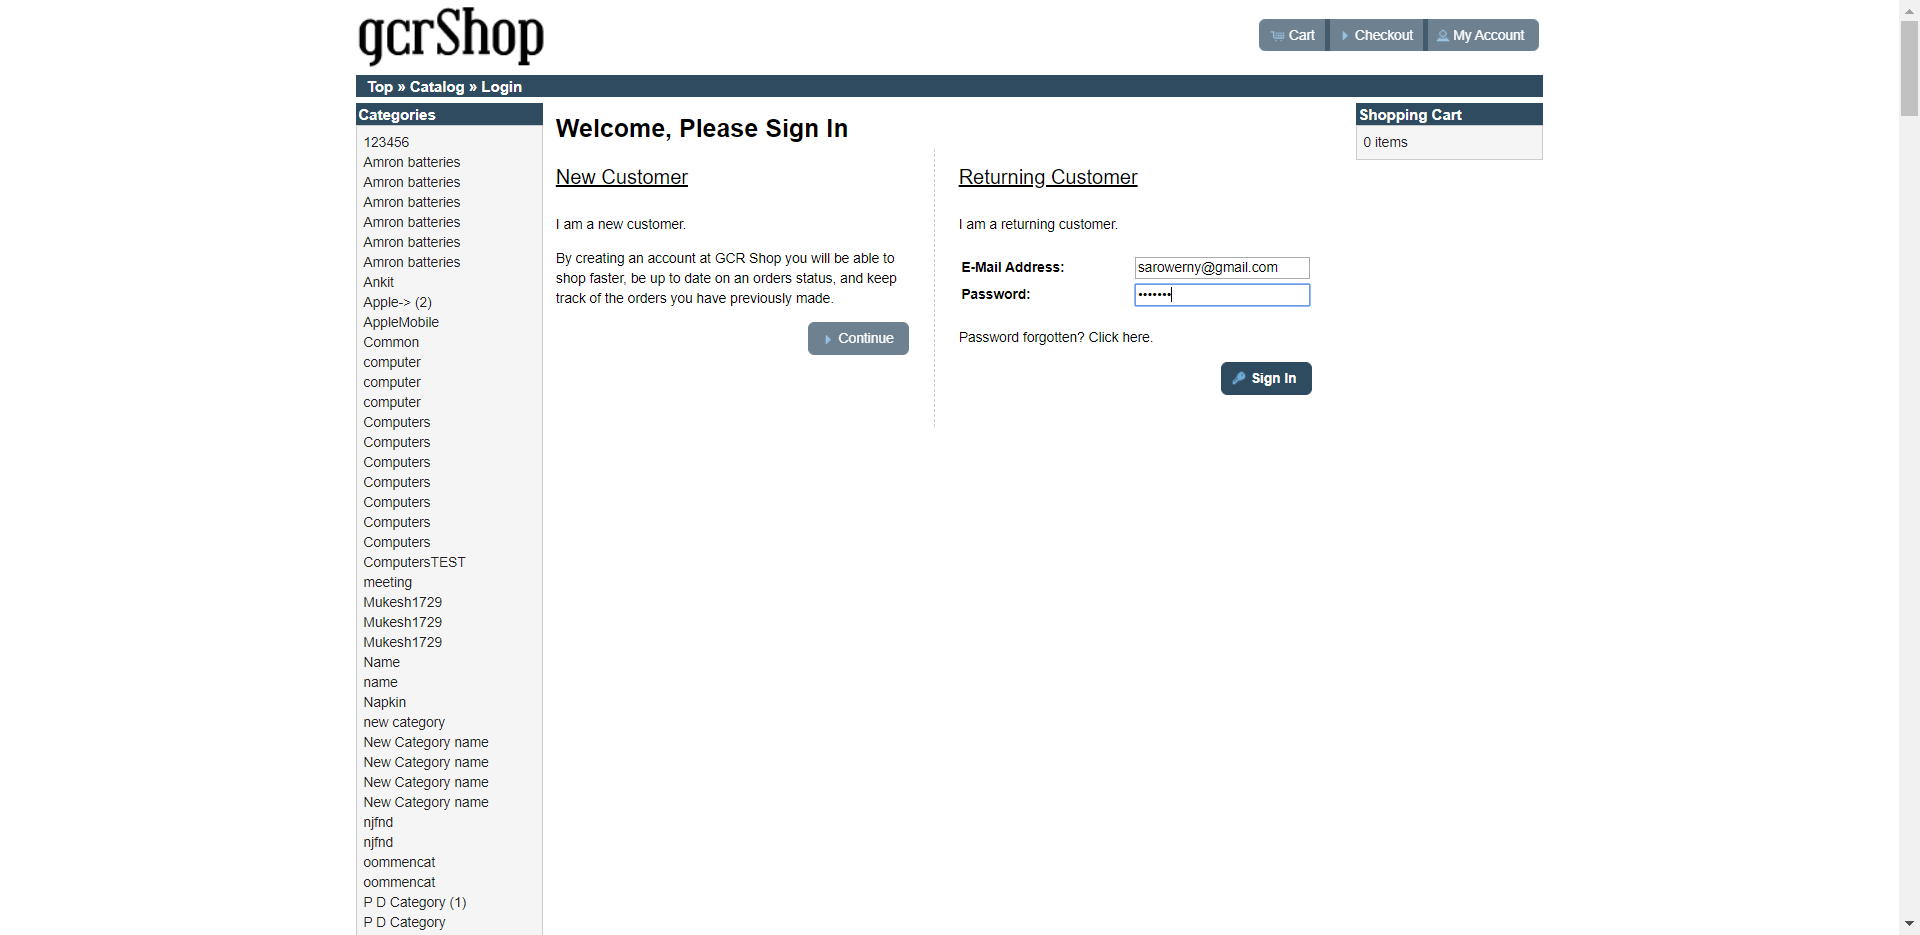 gcrShop
Cart
Checkout
My Account
Top » Catalog » Login
Categories
123456
Amron batteries
Amron batteries
Amron batteries
Amron batteries
Amron batteries
Amron batteries
Ankit
Apple-> (2)
AppleMobile
Common
computer
computer
computer
Computers
Computers
Computers
Computers
Computers
Computers
Computers
ComputersTEST
meeting
Mukesh1729
Mukesh1729
Mukesh1729
Name
name
Napkin
new category
New Category name
New Category name
New Category name
New Category name
njfnd
njfnd
oommencat
oommencat
P D Category (1)
P D Category
Welcome, Please Sign In
New Customer
I am a new customer.
By creating an account at GCR Shop you will be able to
shop faster, be up to date on an orders status, and keep
track of the orders you have previously made.
Continue
Returning Customer
I am a returning customer.
E-Mail Address: sarowerny@gmail.com
Password: •••••••
Password forgotten? Click here.
Sign In
Shopping Cart
0 items